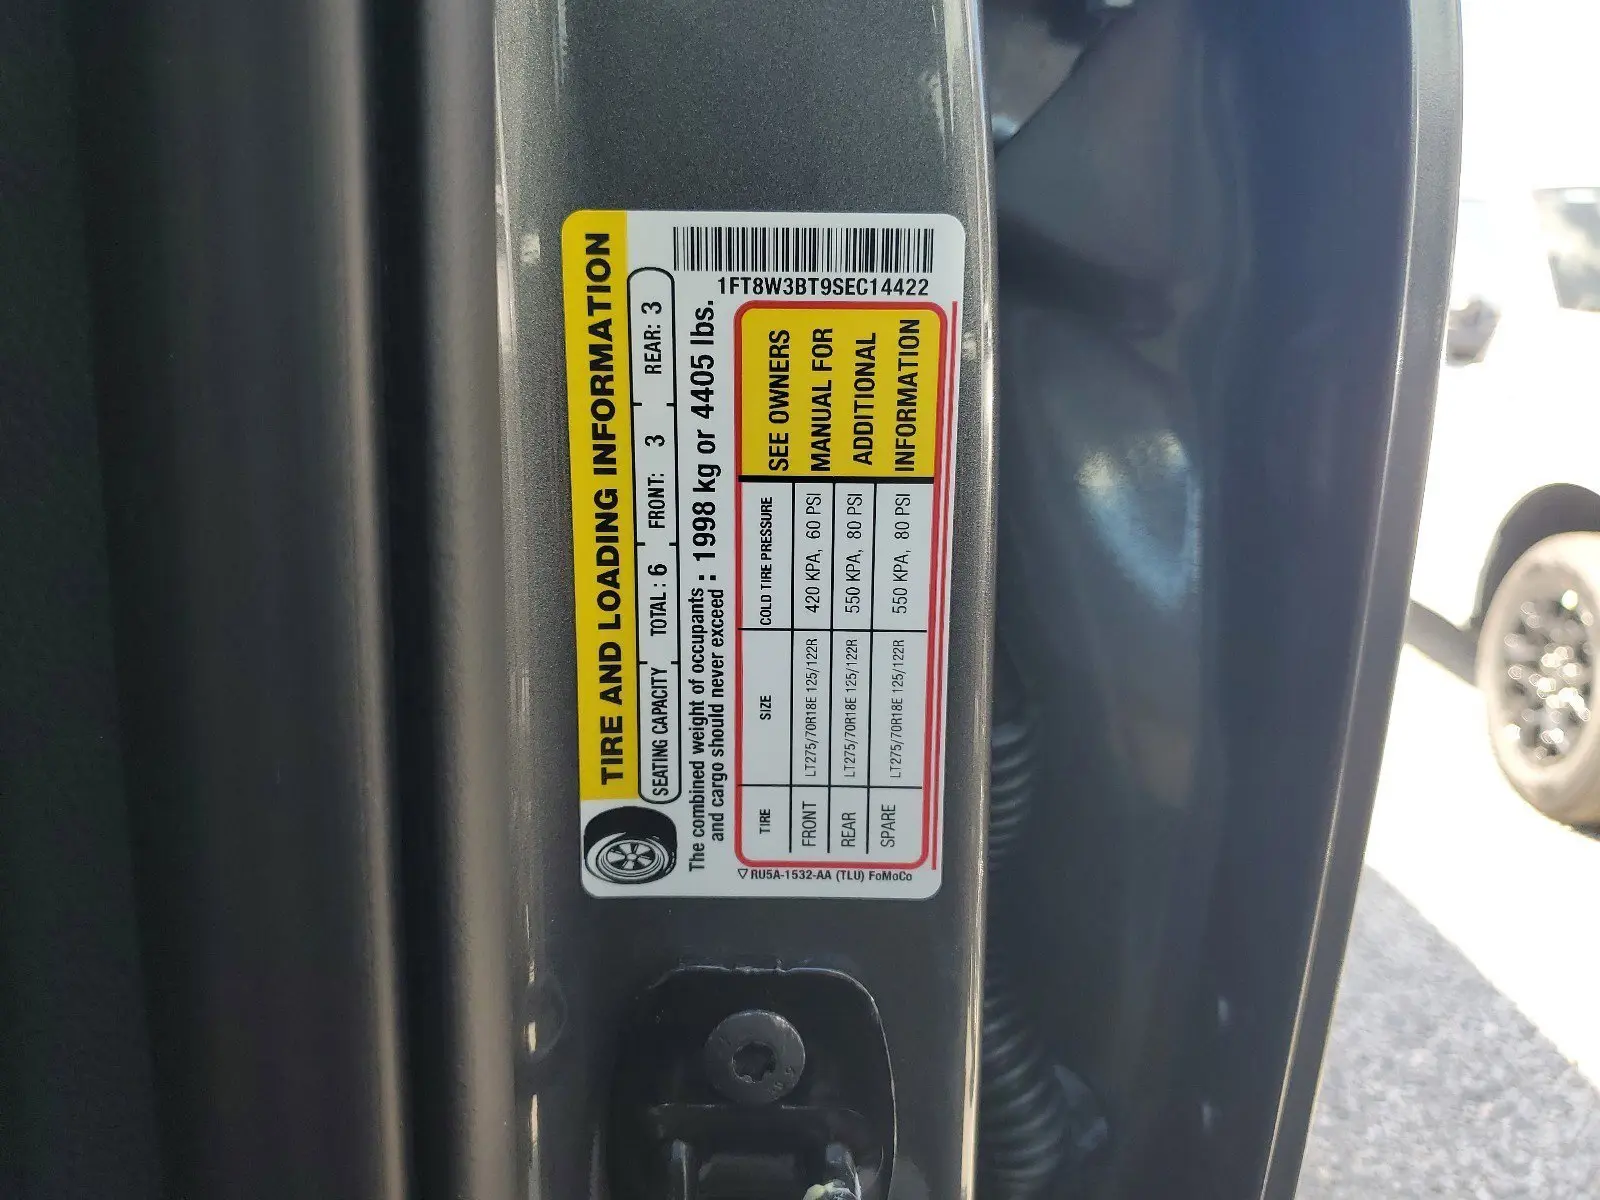 TIRE AND LOADING INFORMATION
SEATING CAPACITY TOTAL : 6 FRONT: 3 REAR: 3
The combined weight of occupants
and cargo should never exceed : 1998 kg or 4405 lbs.
1FT8W3BT9SEC14422
TIRE SIZE COLD TIRE PRESSURE
FRONT LT275/70R18E 125/122R 420 KPA, 60 PSI
REAR LT275/70R18E 125/122R 550 KPA, 80 PSI
SPARE LT275/70R18E 125/122R 550 KPA, 80 PSI
SEE OWNERS
MANUAL FOR
ADDITIONAL
INFORMATION
RU5A-1532-AA (TLU) FoMoCo